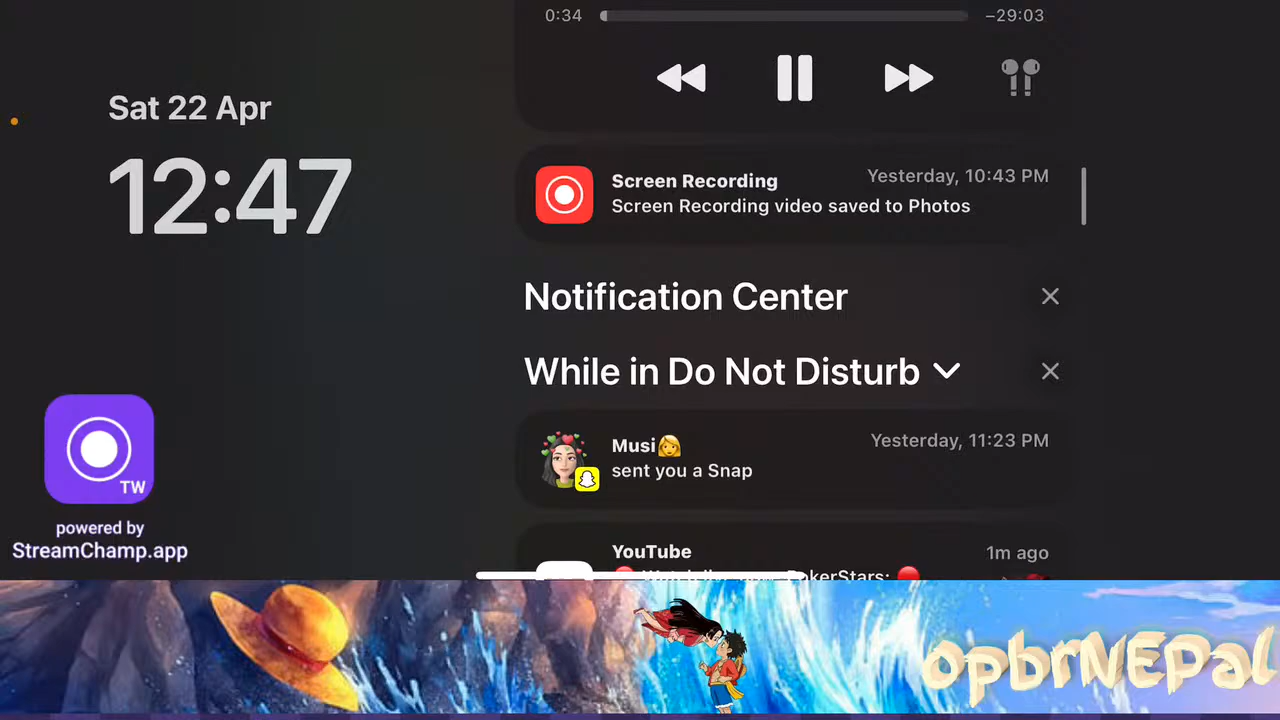 0:34 −29:03
Sat 22 Apr
12:47
Screen Recording Yesterday, 10:43 PM
Screen Recording video saved to Photos
Notification Center
While in Do Not Disturb
Musi👩 Yesterday, 11:23 PM
sent you a Snap
YouTube 1m ago
PokerStars:
TW
powered by
StreamChamp.app
opbrNEPal